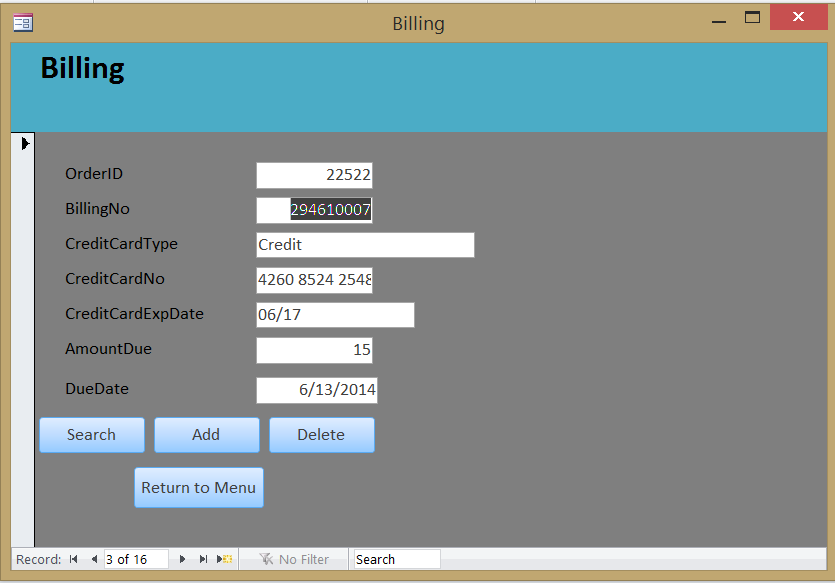 Billing
Billing
OrderID 22522
BillingNo 294610007
CreditCardType Credit
CreditCardNo 4260 8524 2548
CreditCardExpDate 06/17
AmountDue 15
DueDate 6/13/2014
Search Add Delete
Return to Menu
Record: 3 of 16 No Filter Search